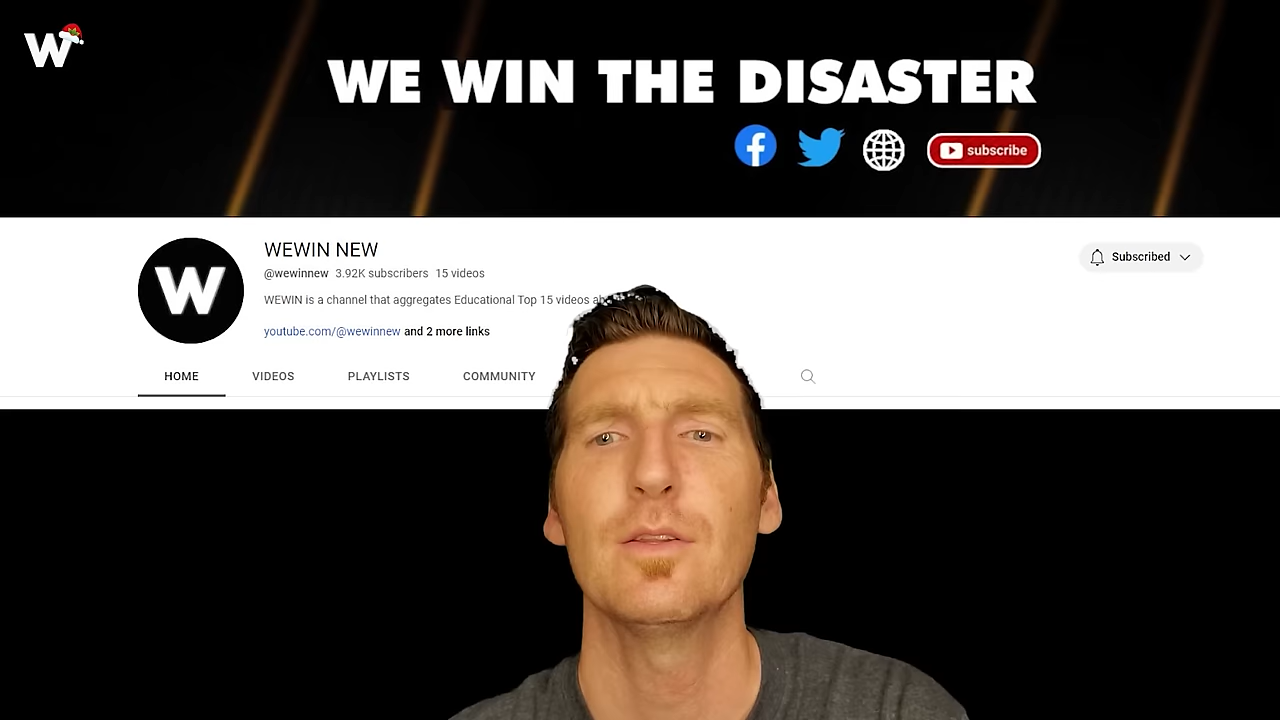 W
WE WIN THE DISASTER
subscribe
W
WEWIN NEW
@wewinnew 3.92K subscribers 15 videos
Subscribed
WEWIN is a channel that aggregates Educational Top 15 videos
youtube.com/@wewinnew and 2 more links
HOME VIDEOS PLAYLISTS COMMUNITY